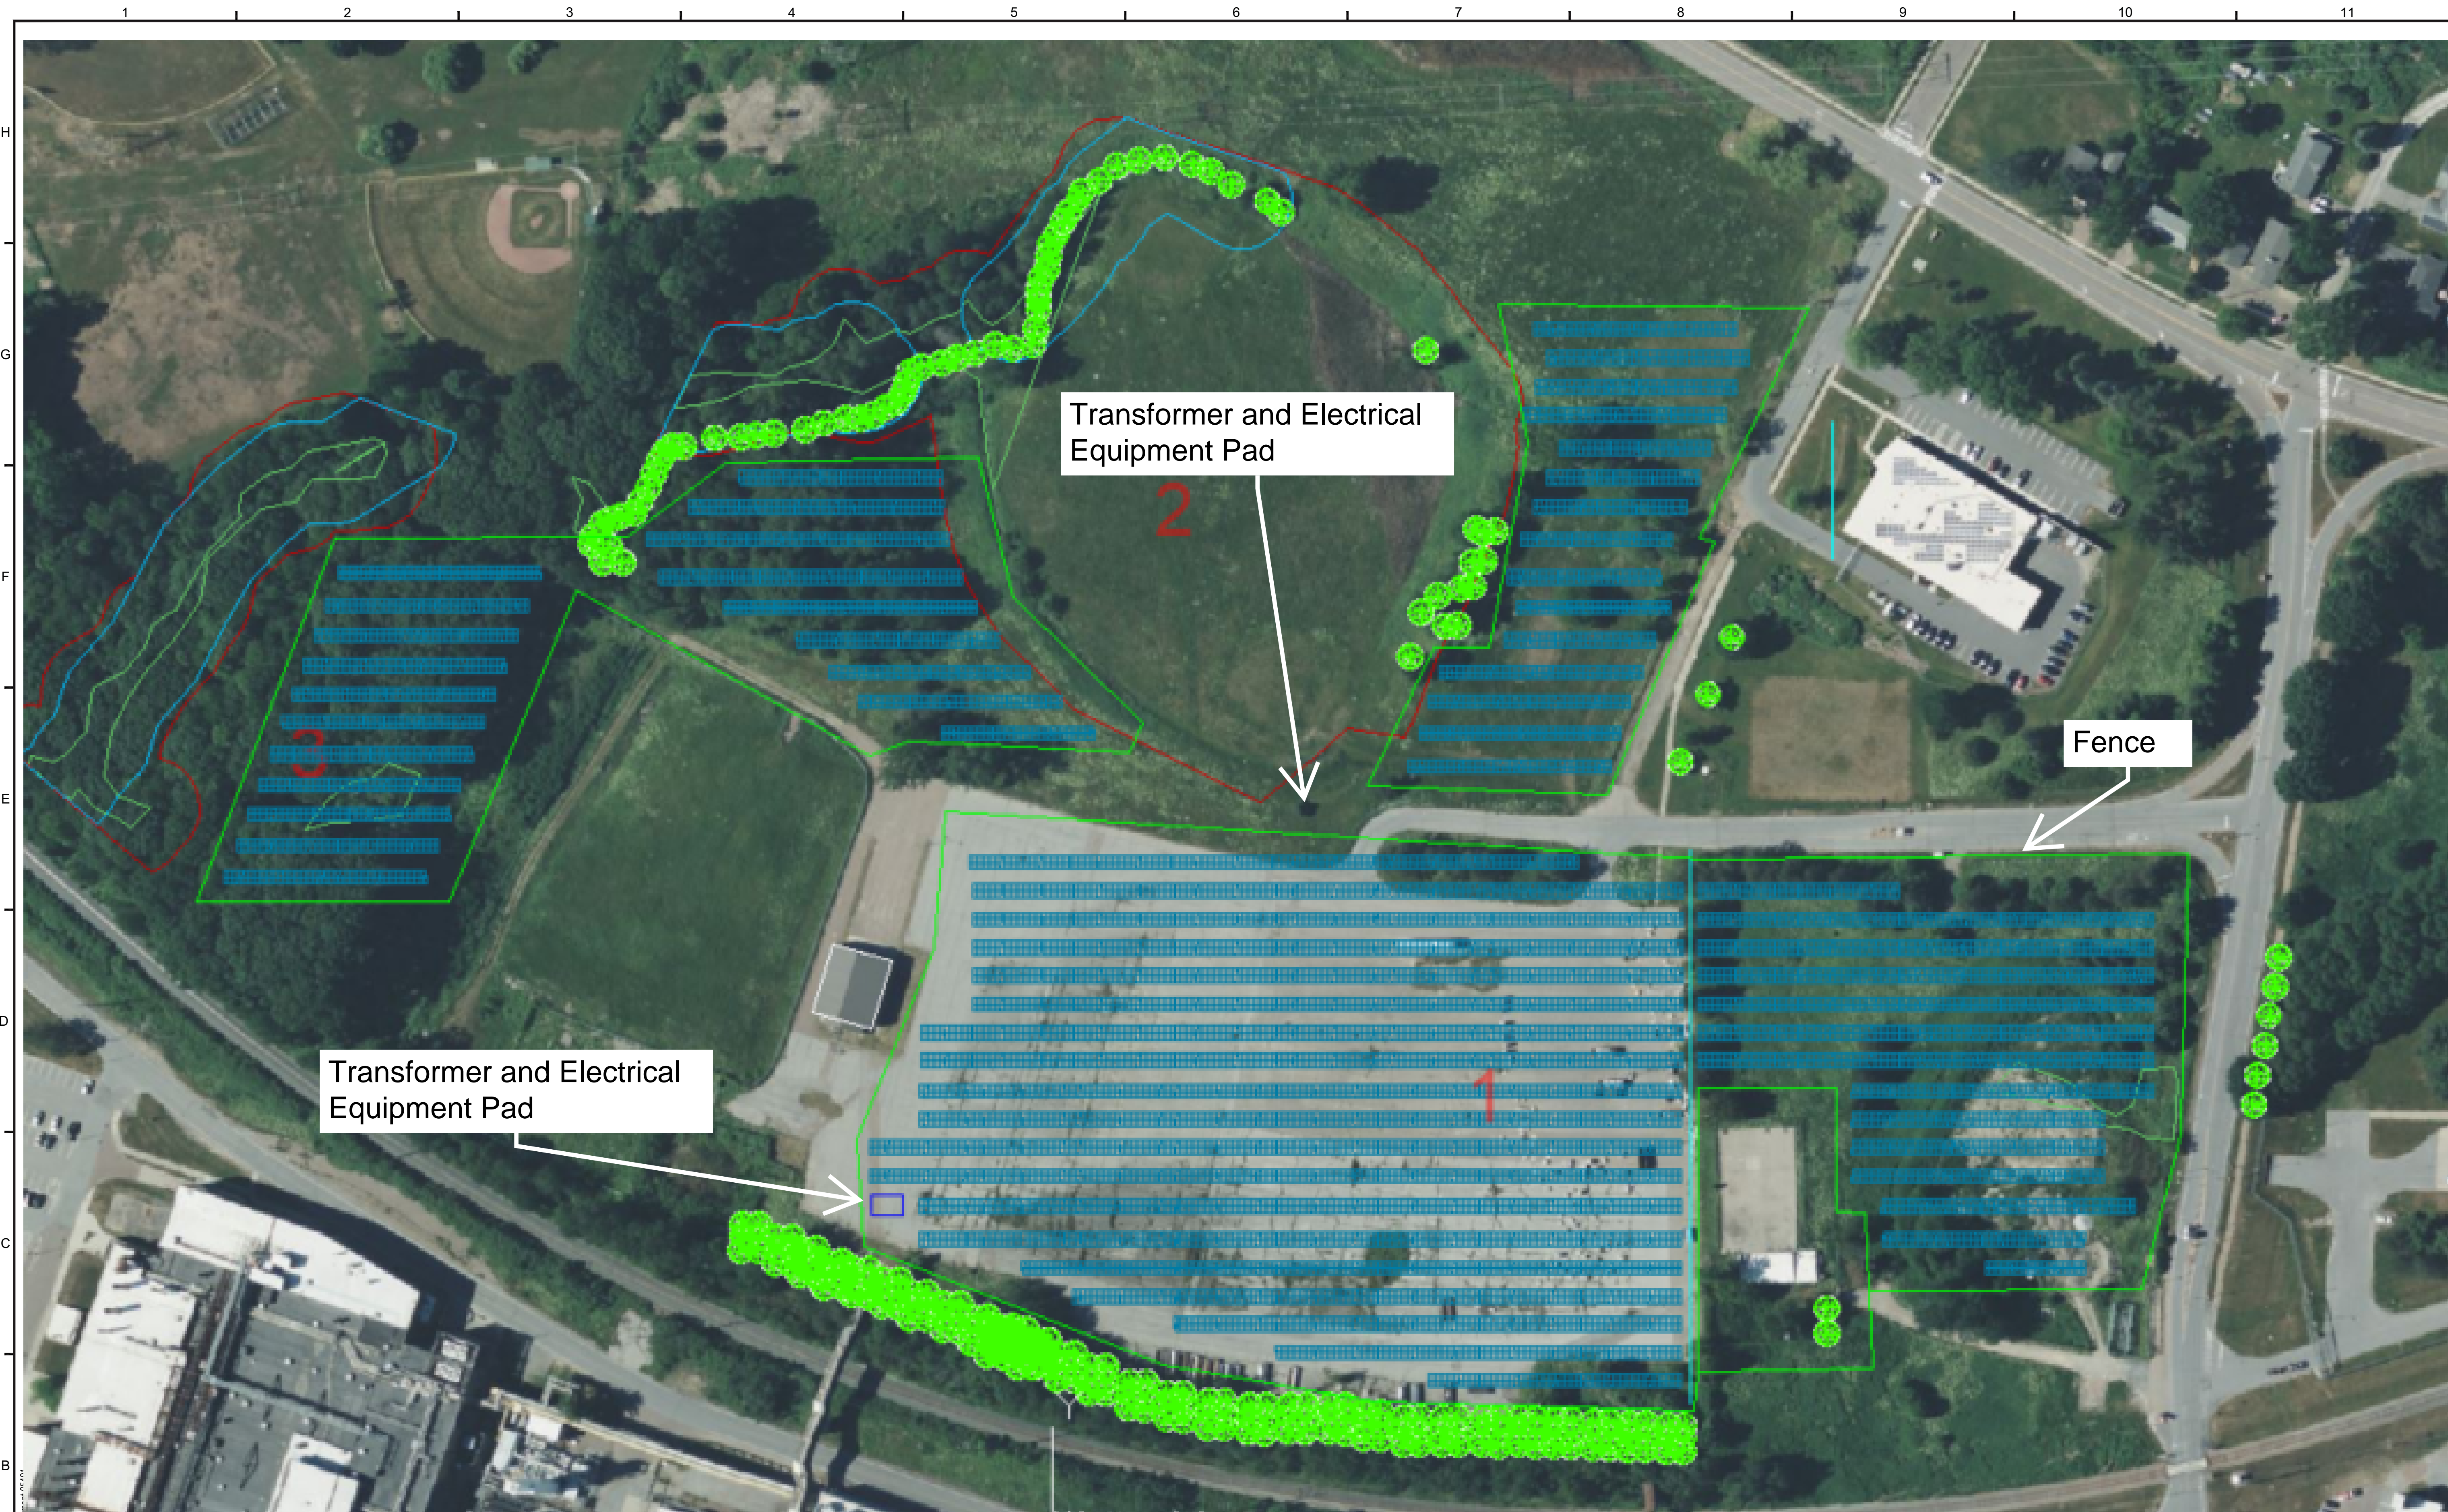 1 2 3 4 5 6 7 8 9 10 11
H
G
Transformer and Electrical
Equipment Pad
2
F
Fence
3
E
D
Transformer and Electrical
Equipment Pad
1
C
B